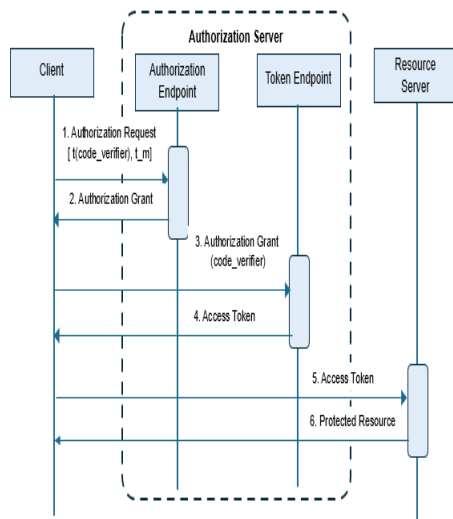 Authorization Server
Client
Authorization
Endpoint
Token Endpoint
Resource
Server
1. Authorization Request
[ t(code_verifier), t_m]
2. Authorization Grant
3. Authorization Grant
(code_verifier)
4. Access Token
5. Access Token
6. Protected Resource